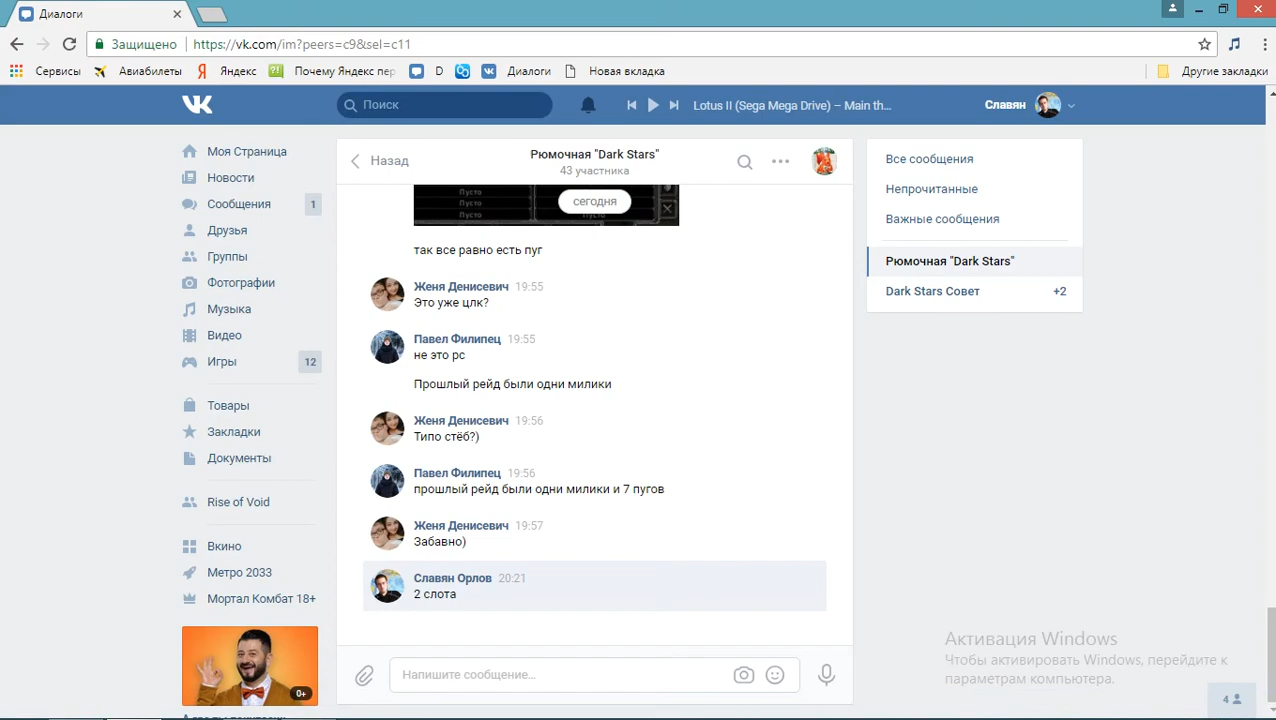 Диалоги
Защищено
https://vk.com/im?peers=c9&sel=c11
Сервисы
Авиабилеты
Яндекс
Почему Яндекс пер
D
Диалоги
Новая вкладка
Другие закладки
Поиск
Lotus II (Sega Mega Drive) – Main th...
Славян
Моя Страница
Новости
Сообщения 1
Друзья
Группы
Фотографии
Музыка
Видео
Игры 12
Товары
Закладки
Документы
Rise of Void
Вкино
Метро 2033
Мортал Комбат 18+
0+
Назад
Рюмочная "Dark Stars"
43 участника
Пусто
Пусто
Пусто
Пусто
сегодня
так все равно есть пуг
Женя Денисевич 19:55
Это уже цлк?
Павел Филипец 19:55
не это рс
Прошлый рейд были одни милики
Женя Денисевич 19:56
Типо стёб?)
Павел Филипец 19:56
прошлый рейд были одни милики и 7 пугов
Женя Денисевич 19:57
Забавно)
Славян Орлов 20:21
2 слота
Напишите сообщение...
Все сообщения
Непрочитанные
Важные сообщения
Рюмочная "Dark Stars"
Dark Stars Совет +2
Активация Windows
Чтобы активировать Windows, перейдите к
параметрам компьютера.
4